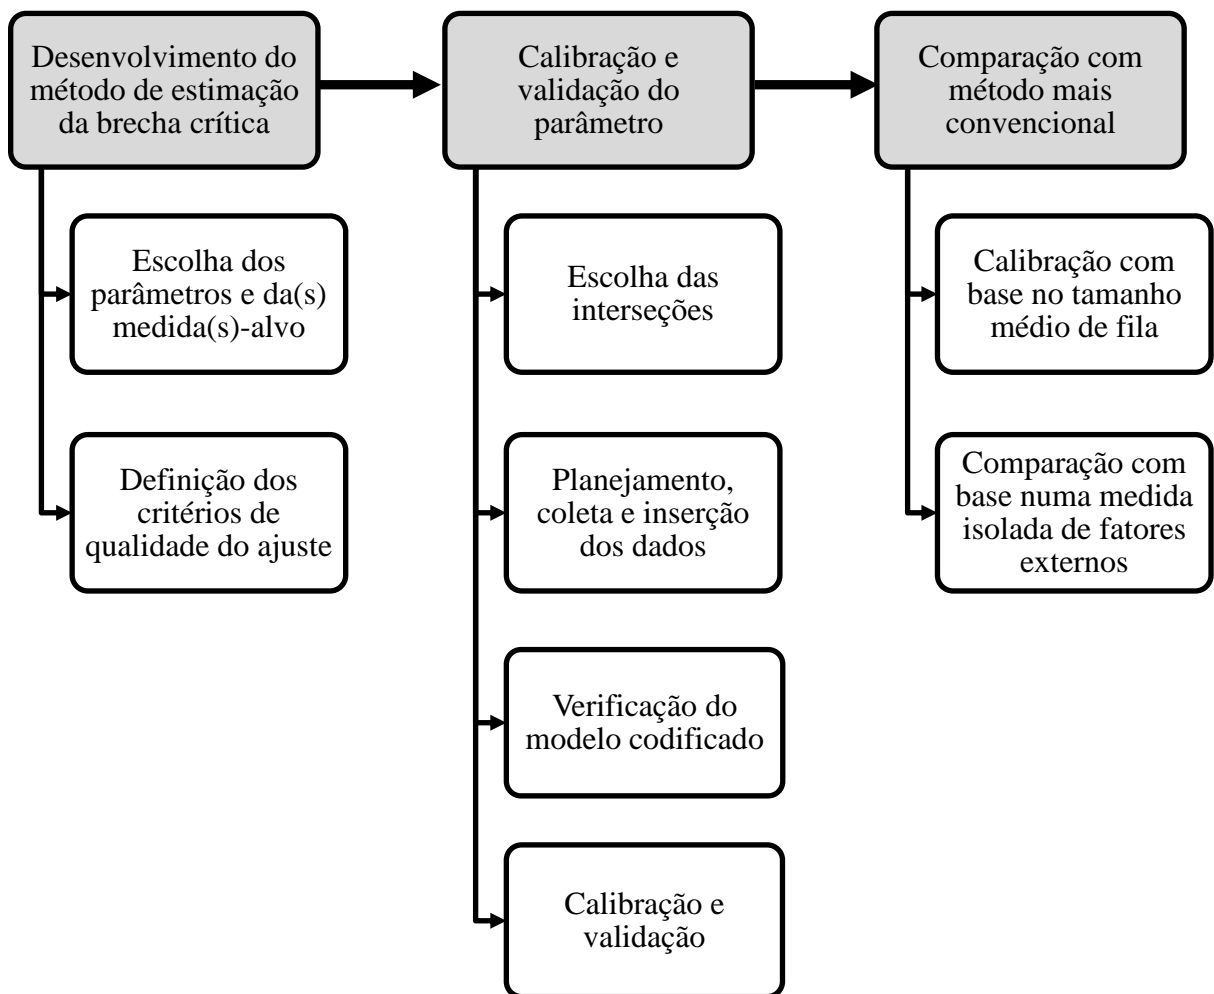 Desenvolvimento do
método de estimação
da brecha crítica
Escolha dos
parâmetros e da(s)
medida(s)-alvo
Definição dos
critérios de
qualidade do ajuste
Calibração e
validação do
parâmetro
Escolha das
interseções
Planejamento,
coleta e inserção
dos dados
Verificação do
modelo codificado
Calibração e
validação
Comparação com
método mais
convencional
Calibração com
base no tamanho
médio de fila
Comparação com
base numa medida
isolada de fatores
externos